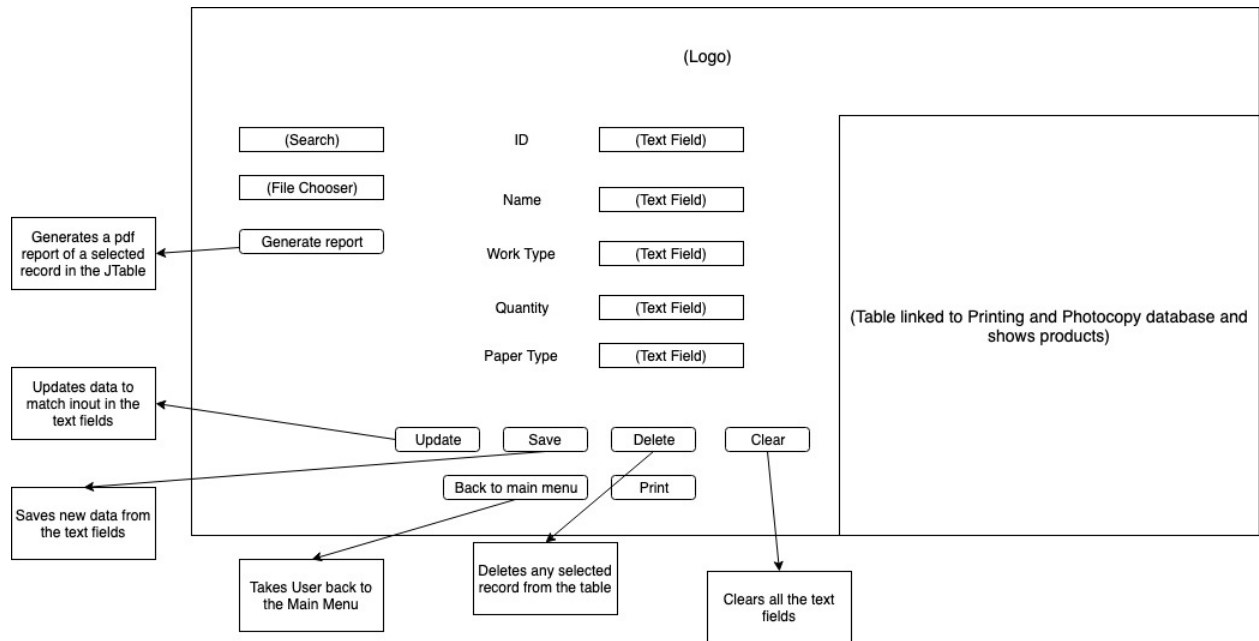 (Logo)
(Search)
ID
(Text Field)
(File Chooser)
Name
(Text Field)
Generates a pdf
report of a selected
record in the JTable
Generate report
Work Type
(Text Field)
Quantity
(Text Field)
(Table linked to Printing and Photocopy database and
shows products)
Paper Type
(Text Field)
Updates data to
match inout in the
text fields
Update
Save
Delete
Clear
Back to main menu
Print
Saves new data from
the text fields
Takes User back to
the Main Menu
Deletes any selected
record from the table
Clears all the text
fields